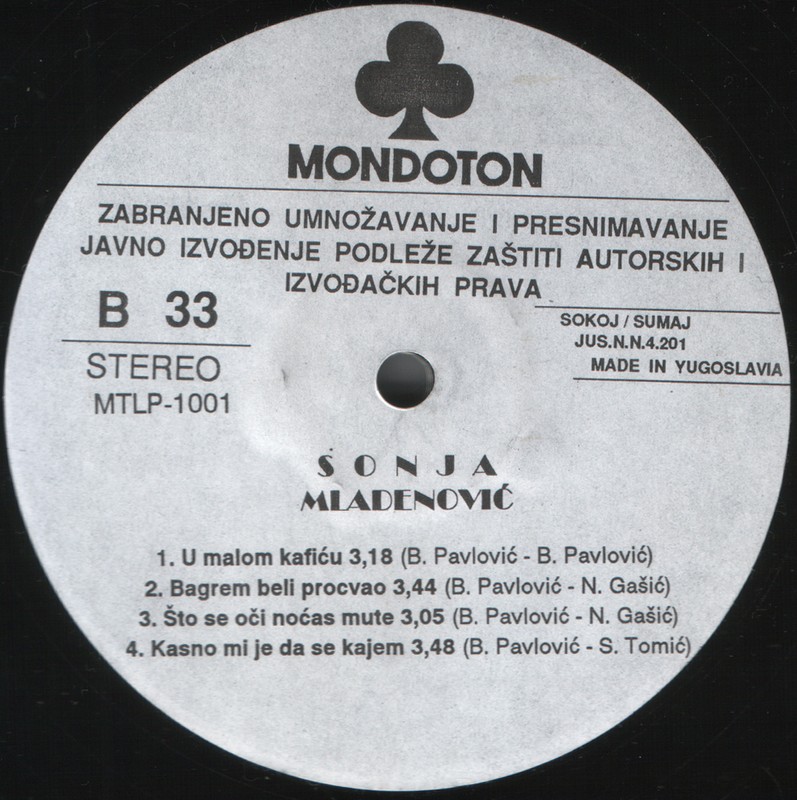 MONDOTON
ZABRANJENO UMNOŽAVANJE I PRESNIMAVANJE
JAVNO IZVOĐENJE PODLEŽE ZAŠTITI AUTORSKIH I
IZVOĐAČKIH PRAVA
B 33
STEREO
MTLP-1001
SOKOJ / SUMAJ
JUS.N.N.4.201
MADE IN YUGOSLAVIA
SONJA
MLADENOVIĆ
1. U malom kafiću 3,18 (B. Pavlović - B. Pavlović)
2. Bagrem beli procvao 3,44 (B. Pavlović - N. Gašić)
3. Što se oči noćas mute 3,05 (B. Pavlović - N. Gašić)
4. Kasno mi je da se kajem 3,48 (B. Pavlović - S. Tomić)